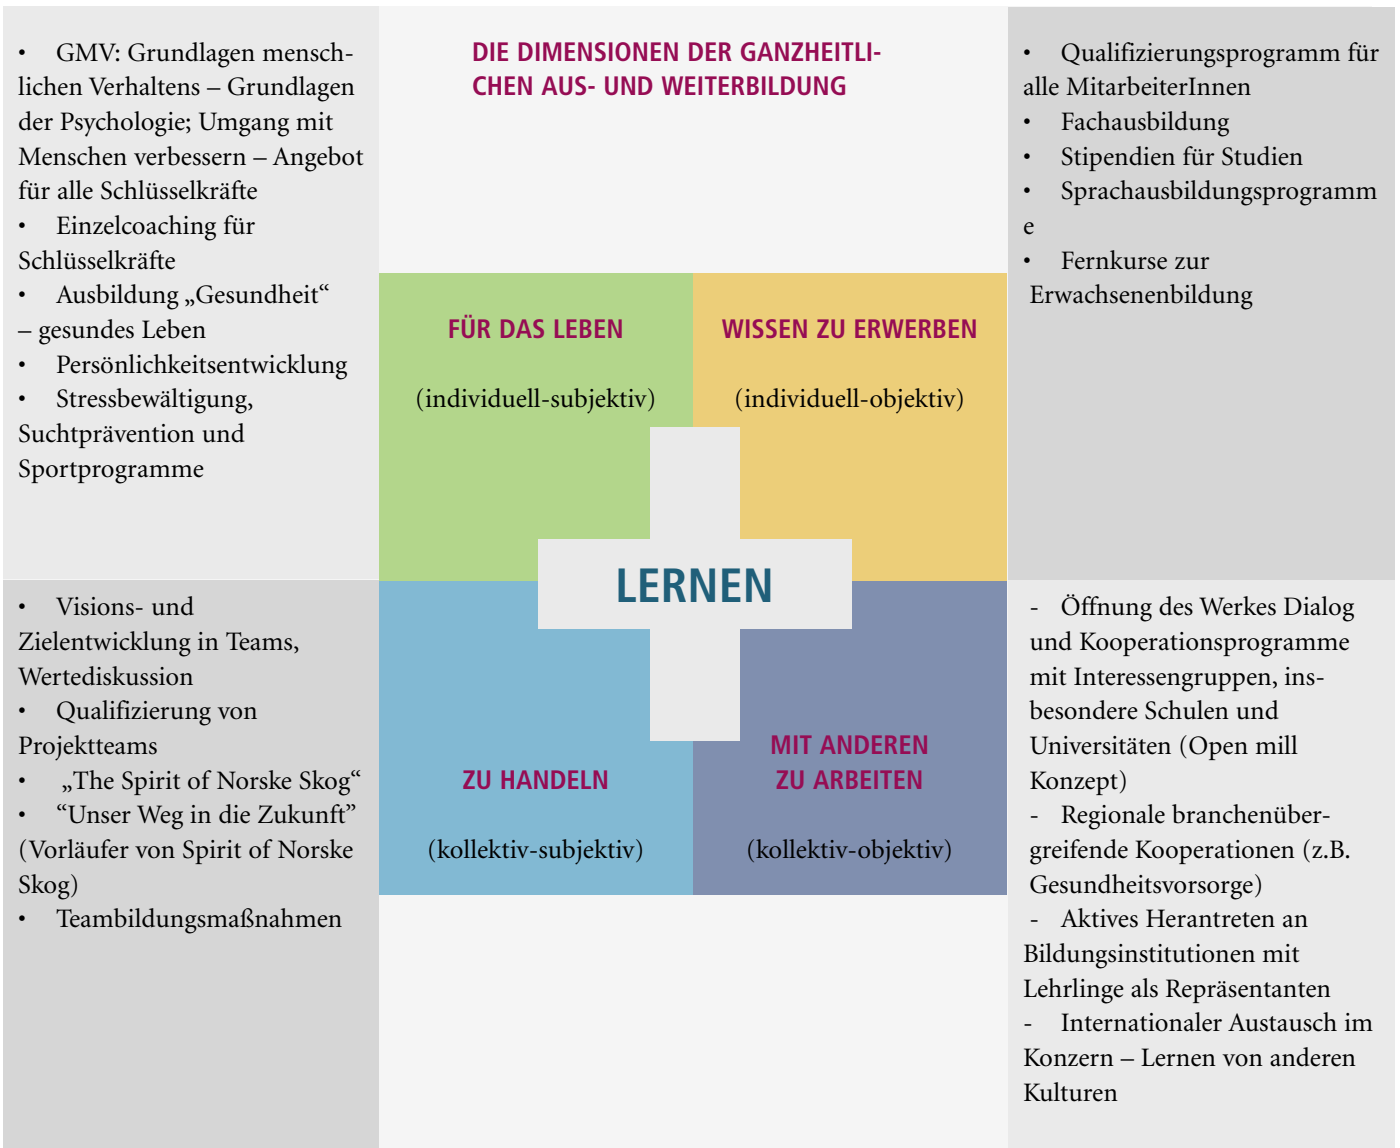 • GMV: Grundlagen mensch-
lichen Verhaltens – Grundlagen
der Psychologie; Umgang mit
Menschen verbessern – Angebot
für alle Schlüsselkräfte
• Einzelcoaching für
Schlüsselkräfte
• Ausbildung „Gesundheit“
– gesundes Leben
• Persönlichkeitsentwicklung
• Stressbewältigung,
Suchtprävention und
Sportprogramme
DIE DIMENSIONEN DER GANZHEITLI-
CHEN AUS- UND WEITERBILDUNG
• Qualifizierungsprogramm für
alle MitarbeiterInnen
• Fachausbildung
• Stipendien für Studien
• Sprachausbildungsprogramm
e
• Fernkurse zur
Erwachsenenbildung
FÜR DAS LEBEN
(individuell-subjektiv)
WISSEN ZU ERWERBEN
(individuell-objektiv)
LERNEN
• Visions- und
Zielentwicklung in Teams,
Wertediskussion
• Qualifizierung von
Projektteams
• „The Spirit of Norske Skog“
• “Unser Weg in die Zukunft”
(Vorläufer von Spirit of Norske
Skog)
• Teambildungsmaßnahmen
ZU HANDELN
(kollektiv-subjektiv)
MIT ANDEREN
ZU ARBEITEN
(kollektiv-objektiv)
- Öffnung des Werkes Dialog
und Kooperationsprogramme
mit Interessengruppen, ins-
besondere Schulen und
Universitäten (Open mill
Konzept)
- Regionale branchenüber-
greifende Kooperationen (z.B.
Gesundheitsvorsorge)
- Aktives Herantreten an
Bildungsinstitutionen mit
Lehrlinge als Repräsentanten
- Internationaler Austausch im
Konzern – Lernen von anderen
Kulturen